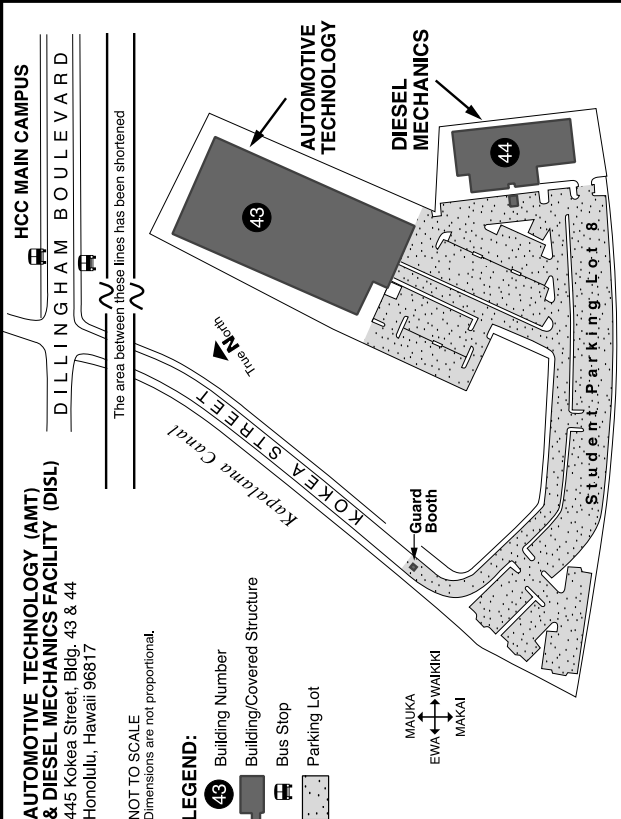 AUTOMOTIVE TECHNOLOGY (AMT)
& DIESEL MECHANICS FACILITY (DISL)
445 Kokea Street, Bldg. 43 & 44
Honolulu, Hawaii 96817
NOT TO SCALE
Dimensions are not proportional.
LEGEND:
43 Building Number
Building/Covered Structure
Bus Stop
Parking Lot
HCC MAIN CAMPUS
DILLINGHAM BOULEVARD
The area between these lines has been shortened
True North
KOKEA STREET
Kapalama Canal
Guard
Booth
AUTOMOTIVE
TECHNOLOGY
43
DIESEL
MECHANICS
44
Student Parking Lot 8
MAUKA
EWA WAIKIKI
MAKAI